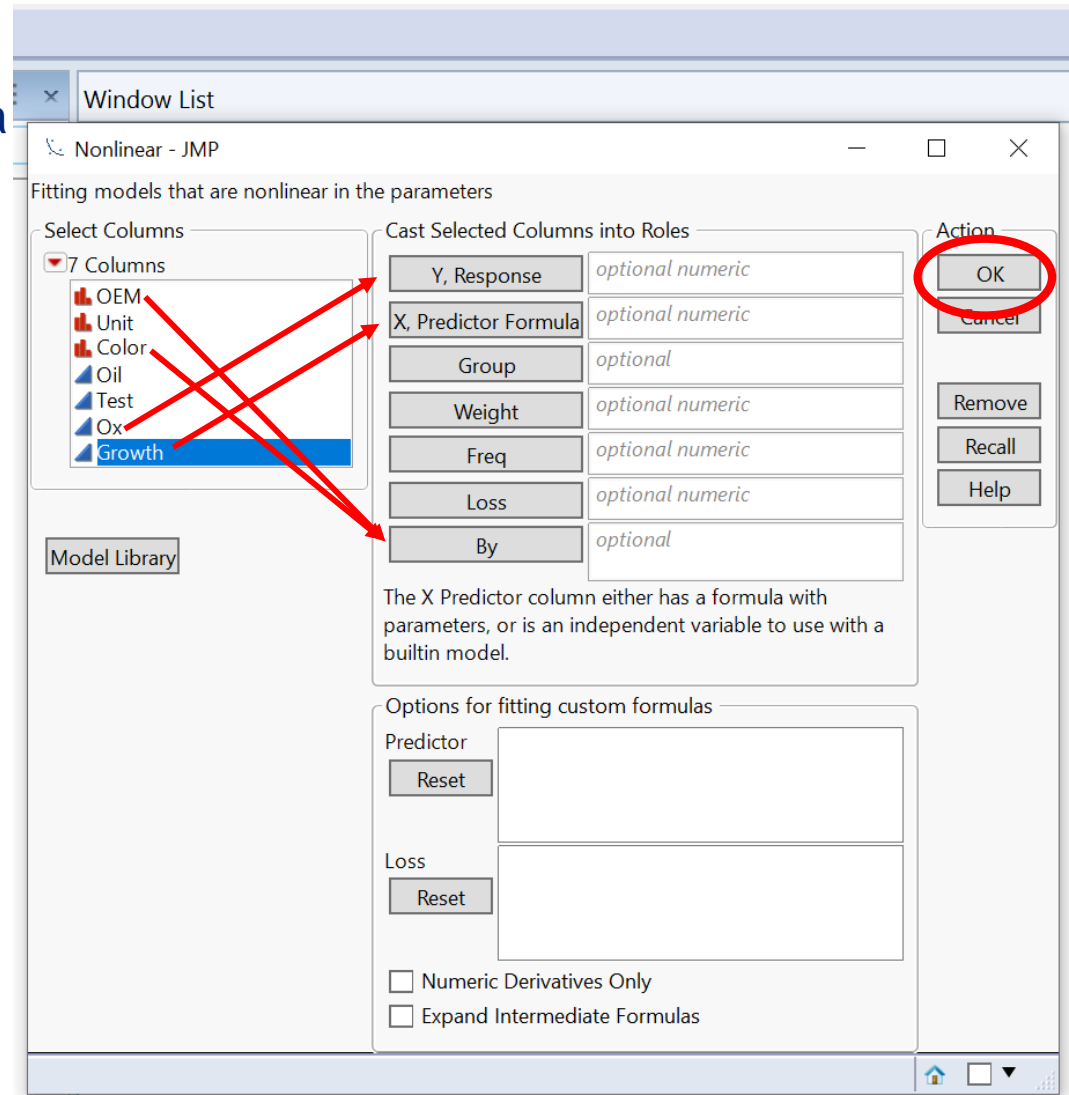 Window List
a
Nonlinear - JMP
Fitting models that are nonlinear in the parameters
Select Columns
7 Columns
OEM
Unit
Color
Oil
Test
Ox
Growth
Model Library
Cast Selected Columns into Roles
Y, Response
optional numeric
X, Predictor Formula
optional numeric
Group
optional
Weight
optional numeric
Freq
optional numeric
Loss
optional numeric
By
optional
The X Predictor column either has a formula with
parameters, or is an independent variable to use with a
builtin model.
Options for fitting custom formulas
Predictor
Reset
Loss
Reset
Numeric Derivatives Only
Expand Intermediate Formulas
Action
OK
Cancel
Remove
Recall
Help